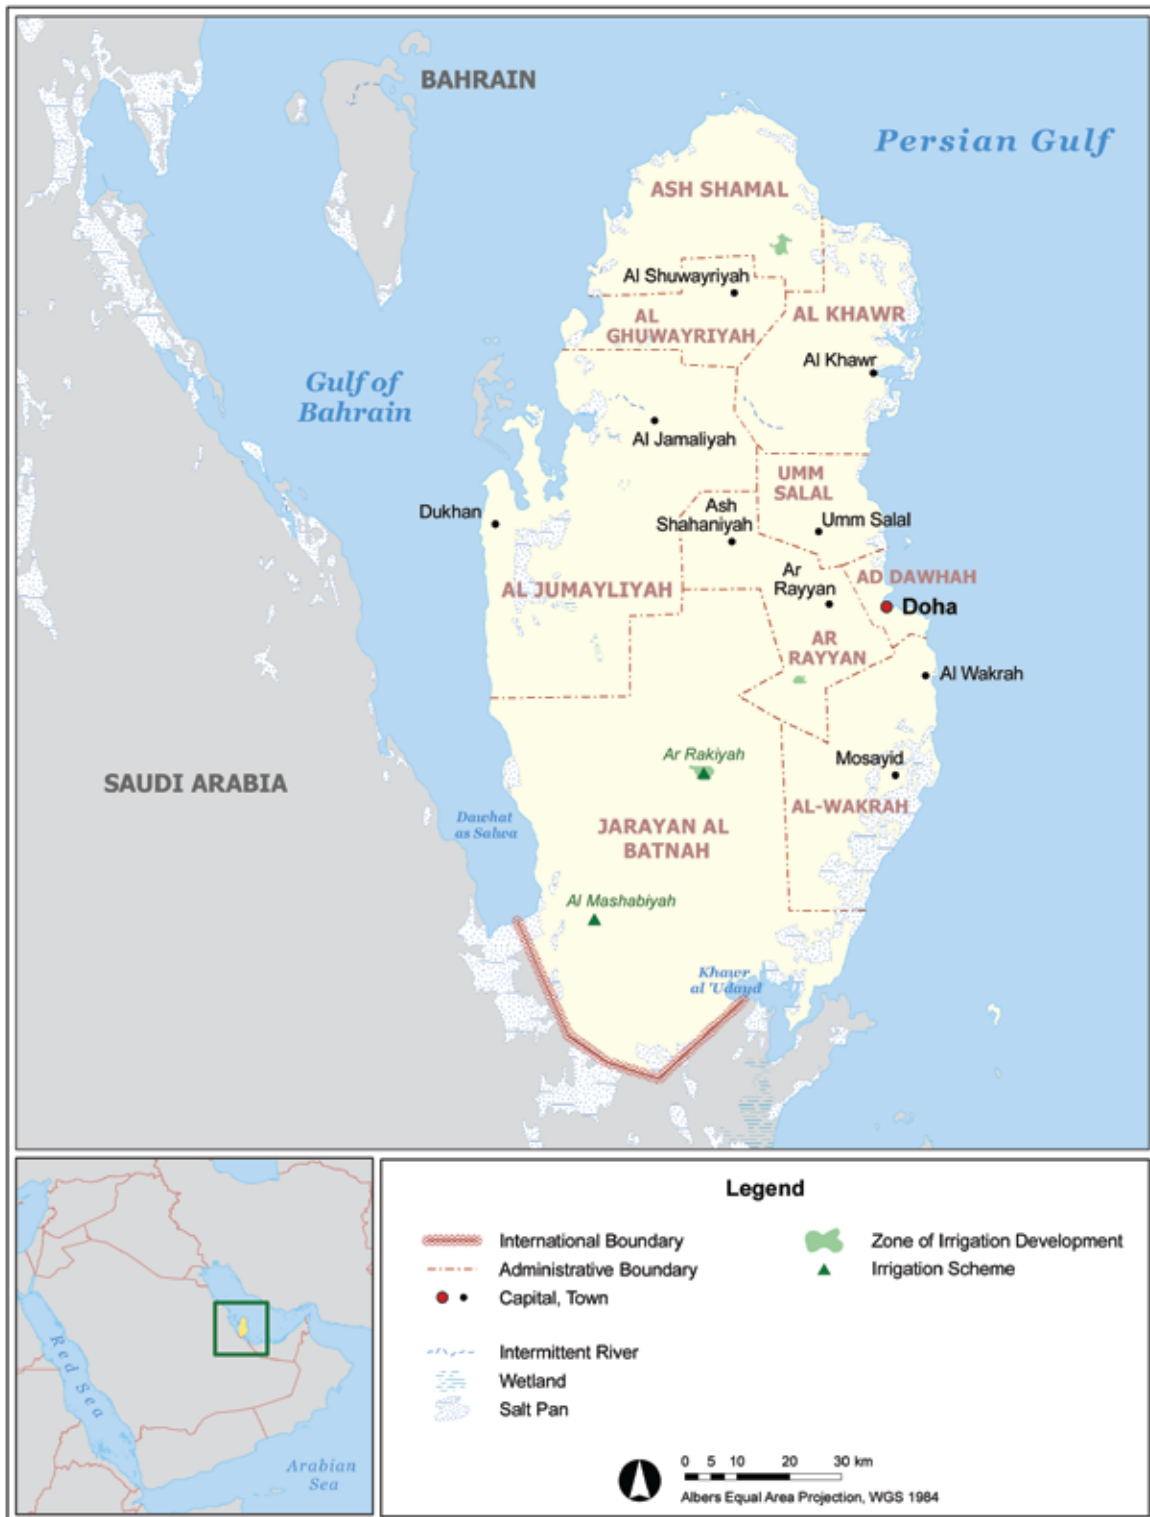 BAHRAIN
Persian Gulf
ASH SHAMAL
Al Shuwayriyah
AL
GHUWAYRIYAH
AL KHAWR
Al Khawr
Gulf of
Bahrain
Al Jamaliyah
UMM
SALAL
Dukhan
Ash
Shahaniyah
Umm Salal
Ar
Rayyan
AD DAWHAH
AL JUMAYLIYAH
Doha
AR
RAYYAN
Al Wakrah
Ar Rakiyah
Mosayid
SAUDI ARABIA
AL-WAKRAH
Dawhat
as Salwa
JARAYAN AL
BATNAH
Al Mashabiyah
Khawr
al 'Udayd
Red Sea
Arabian
Sea
Legend
International Boundary
Administrative Boundary
Capital, Town
Intermittent River
Wetland
Salt Pan
Zone of Irrigation Development
Irrigation Scheme
0 5 10 20 30 km
Albers Equal Area Projection, WGS 1984